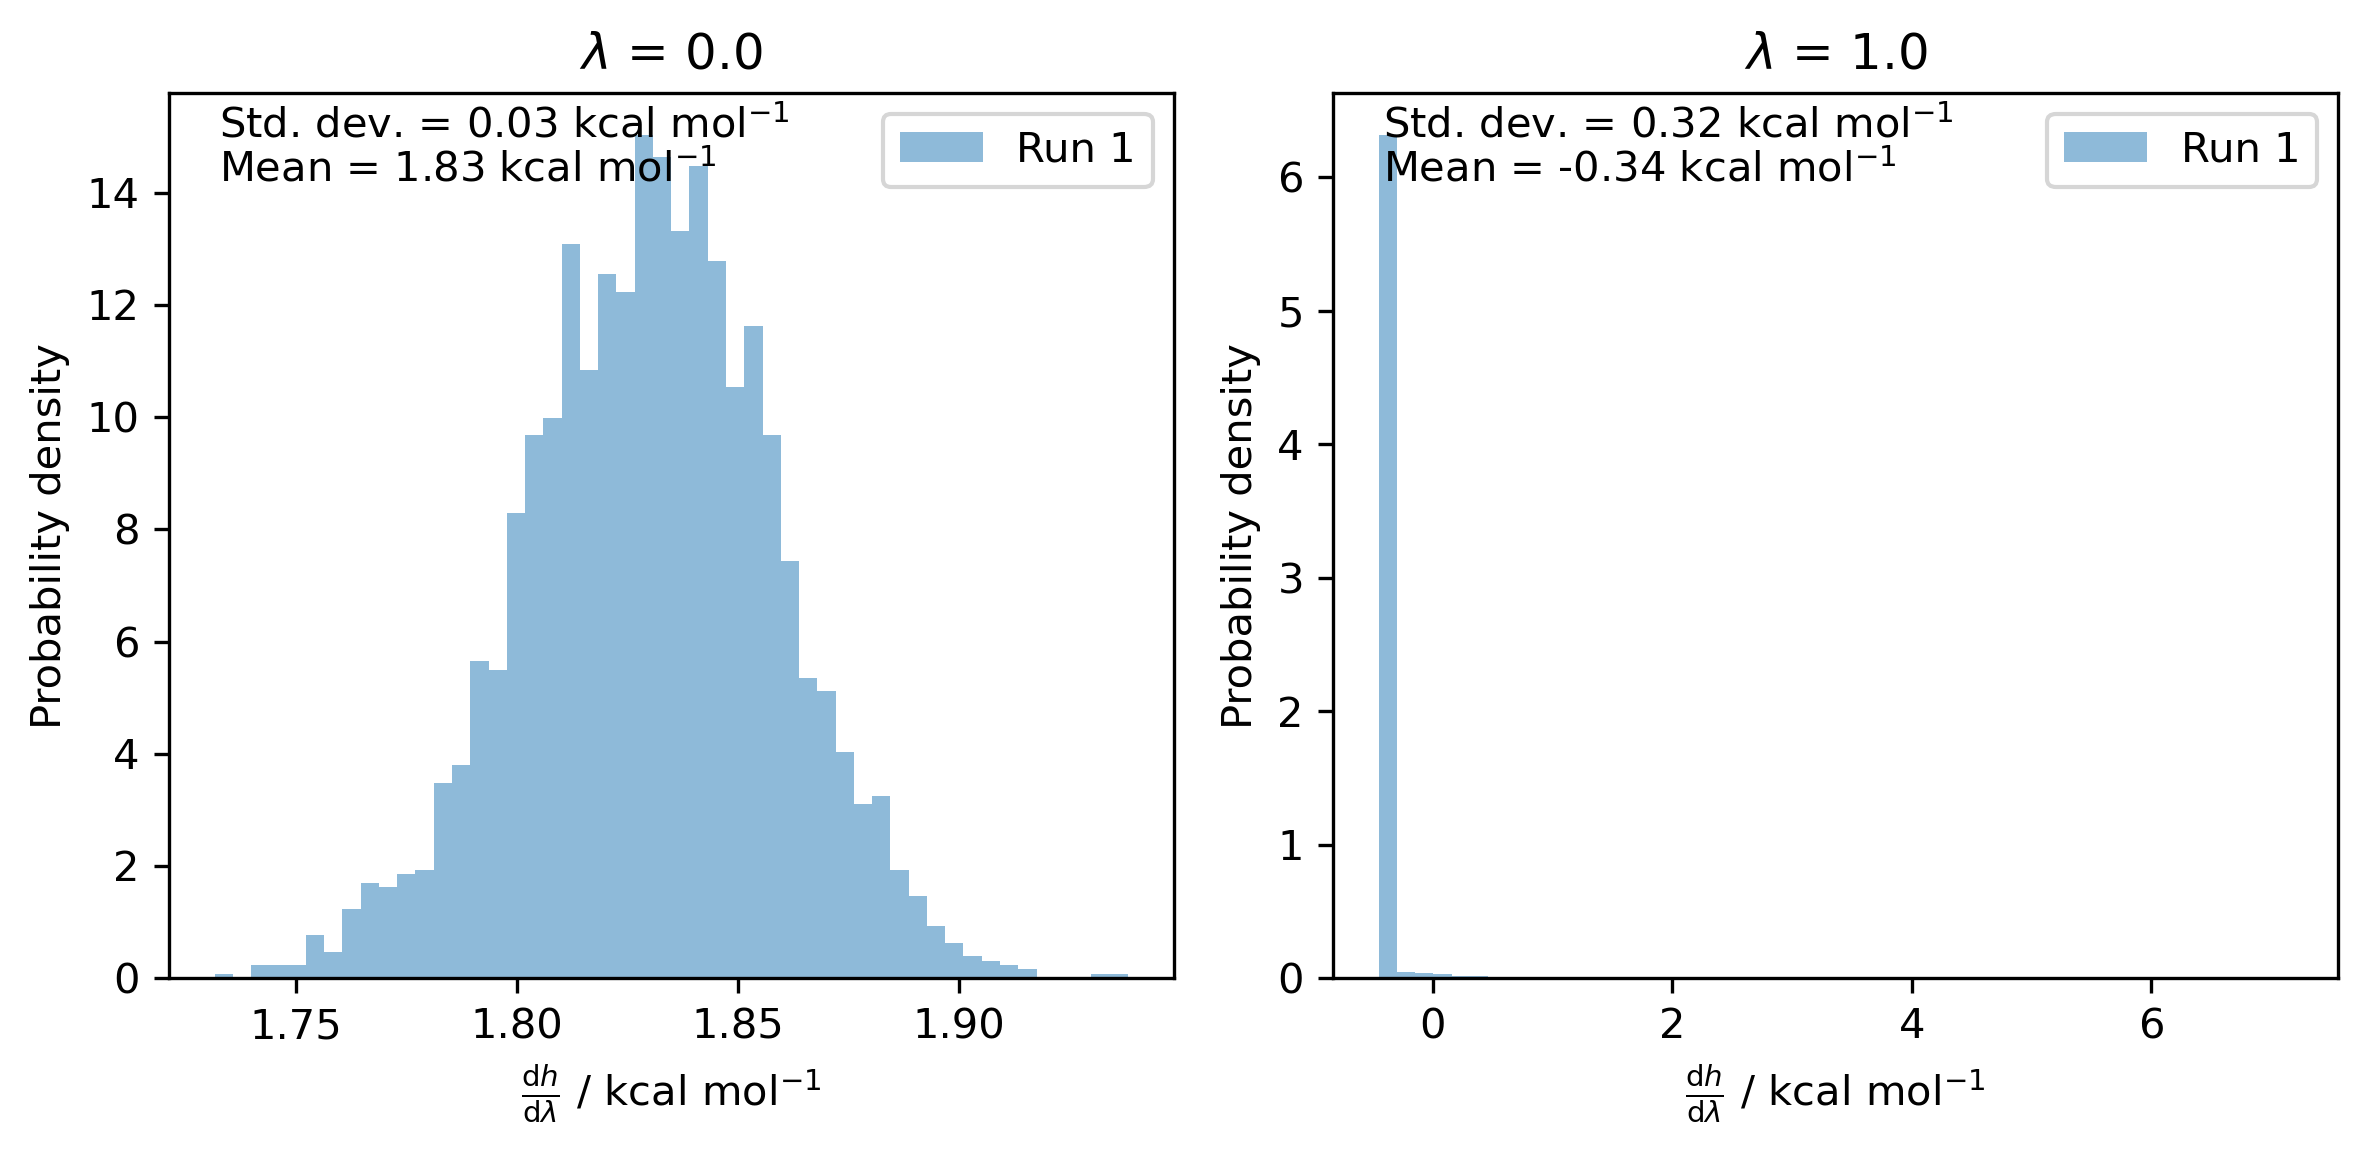 λ = 0.0
Std. dev. = 0.03 kcal mol⁻¹
Mean = 1.83 kcal mol⁻¹
Run 1
Probability density
14
12
10
8
6
4
2
0
1.75 1.80 1.85 1.90
dh/dλ / kcal mol⁻¹
λ = 1.0
Std. dev. = 0.32 kcal mol⁻¹
Mean = -0.34 kcal mol⁻¹
Run 1
Probability density
6
5
4
3
2
1
0
0 2 4 6
dh/dλ / kcal mol⁻¹